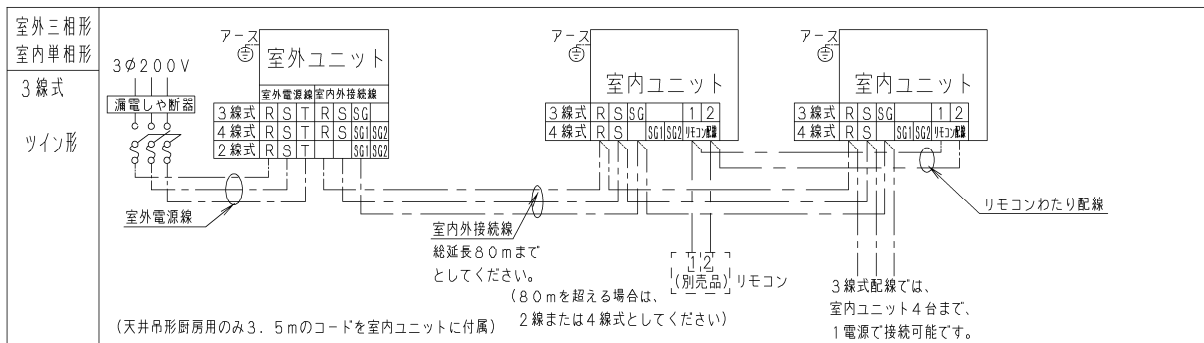 室外三相形
室内単相形
3線式
ツイン形
3φ200V
漏電しゃ断器
アース
室外ユニット
室外電源線 室内外接続線
3線式 R S T R S SG
4線式 R S T R S SG1 SG2
2線式 R S T SG1 SG2
室外電源線
アース
室内ユニット
3線式 R S SG 1 2
4線式 R S SG1 SG2 リモコン配線
アース
室内ユニット
3線式 R S SG 1 2
4線式 R S SG1 SG2 リモコン配線
リモコンわたり配線
室内外接続線
総延長80mまで
としてください。
(80mを超える場合は、
2線または4線式としてください)
1 2
(別売品) リモコン
3線式配線では、
室内ユニット4台まで、
1電源で接続可能です。
(天井吊形厨房用のみ3.5mのコードを室内ユニットに付属)